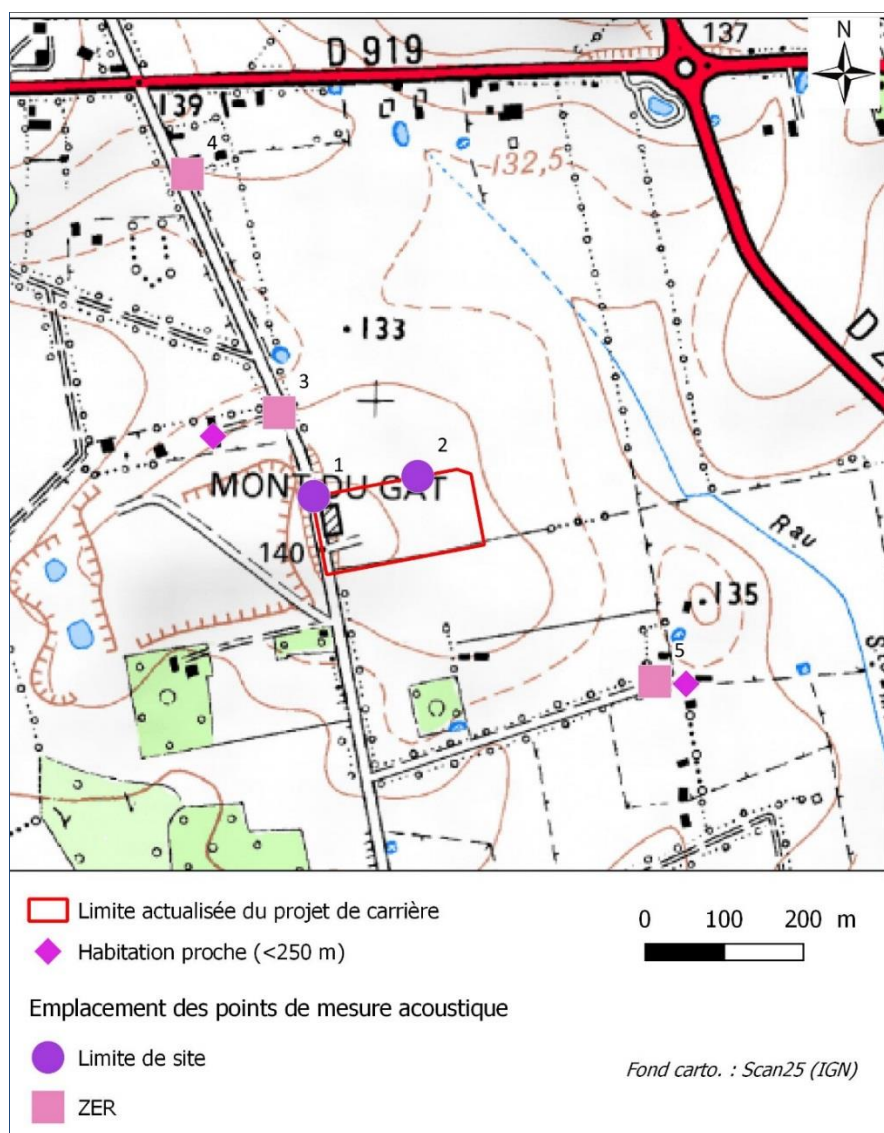 N
D 919
137
139
4
132,5
133
D 2
3
2
1
MONT DU GAT
140
Rau
135
St
5
Limite actualisée du projet de carrière
0 100 200 m
Habitation proche (<250 m)
Emplacement des points de mesure acoustique
Limite de site
Fond carto. : Scan25 (IGN)
ZER